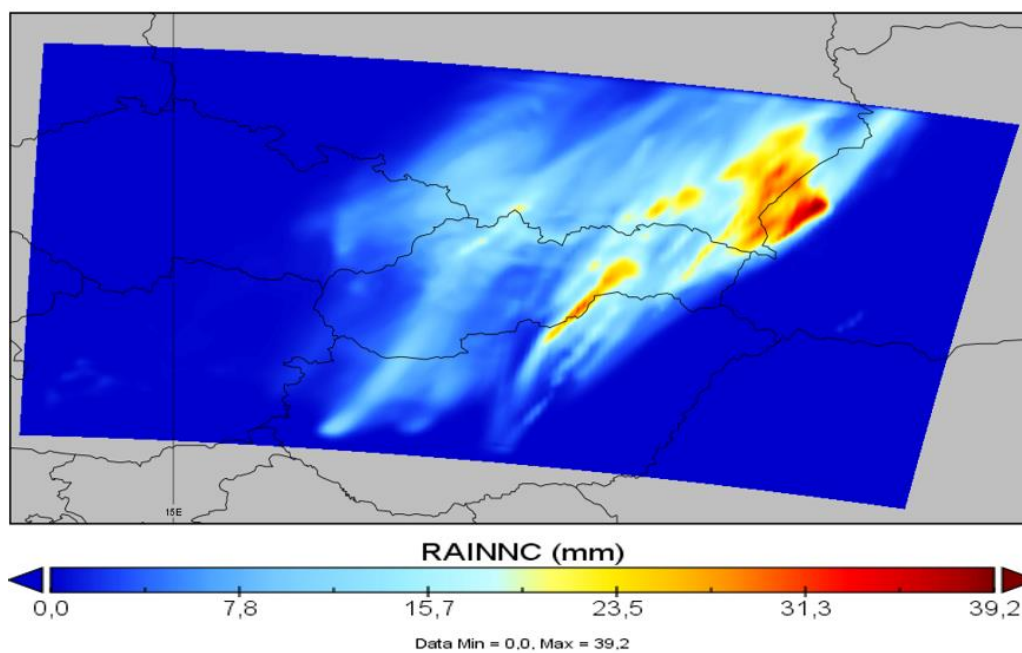 15E
RAINNC (mm)
0,0 7,8 15,7 23,5 31,3 39,2
Data Min = 0,0, Max = 39,2